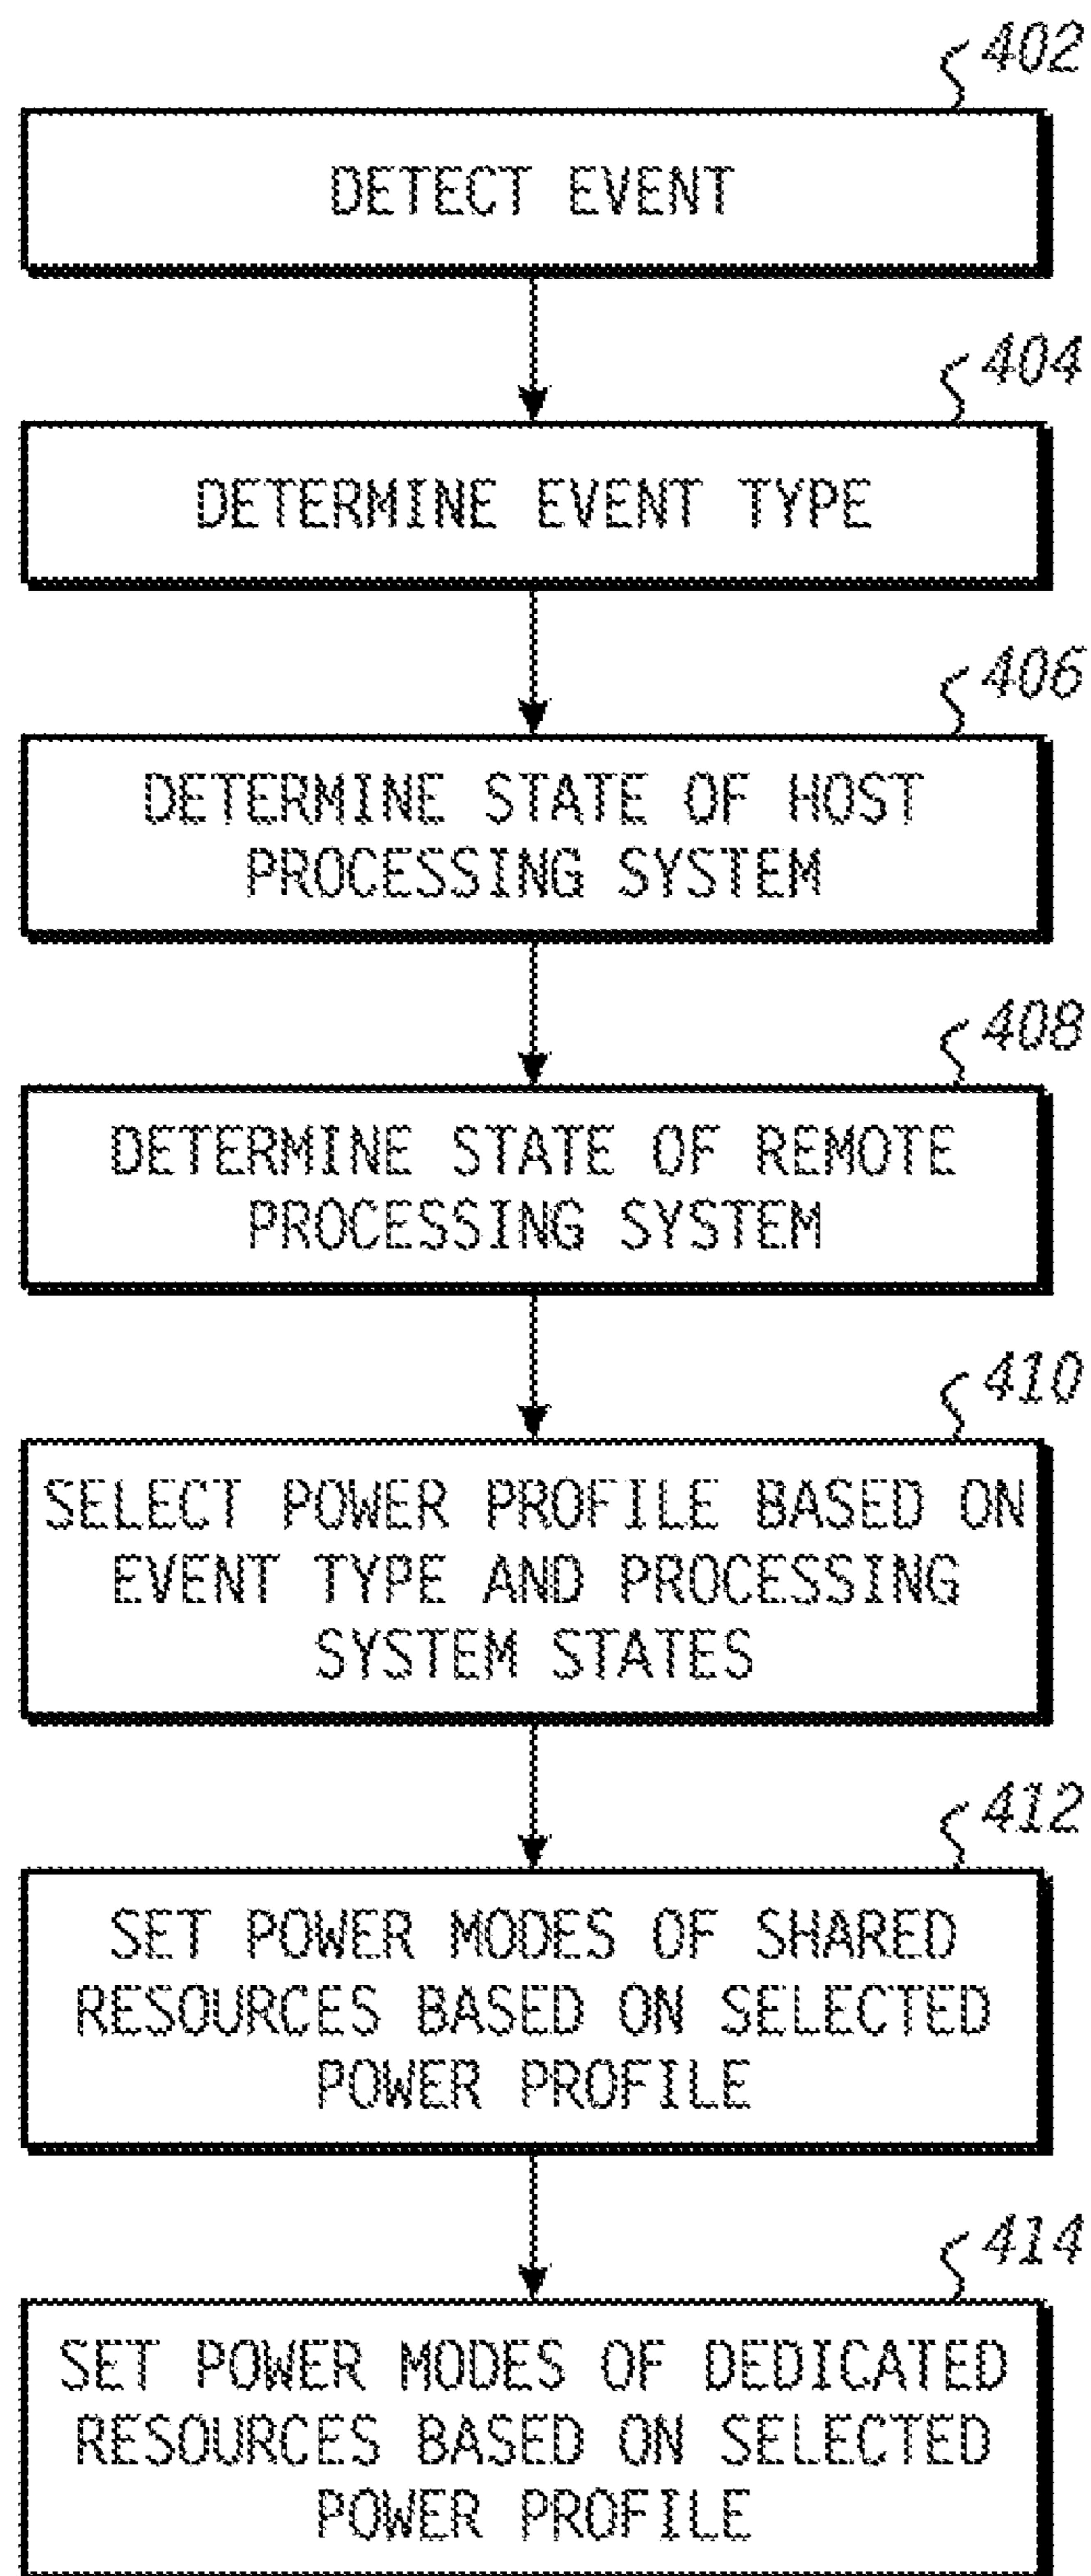 402
DETECT EVENT
404
DETERMINE EVENT TYPE
406
DETERMINE STATE OF HOST
PROCESSING SYSTEM
408
DETERMINE STATE OF REMOTE
PROCESSING SYSTEM
410
SELECT POWER PROFILE BASED ON
EVENT TYPE AND PROCESSING
SYSTEM STATES
412
SET POWER MODES OF SHARED
RESOURCES BASED ON SELECTED
POWER PROFILE
414
SET POWER MODES OF DEDICATED
RESOURCES BASED ON SELECTED
POWER PROFILE